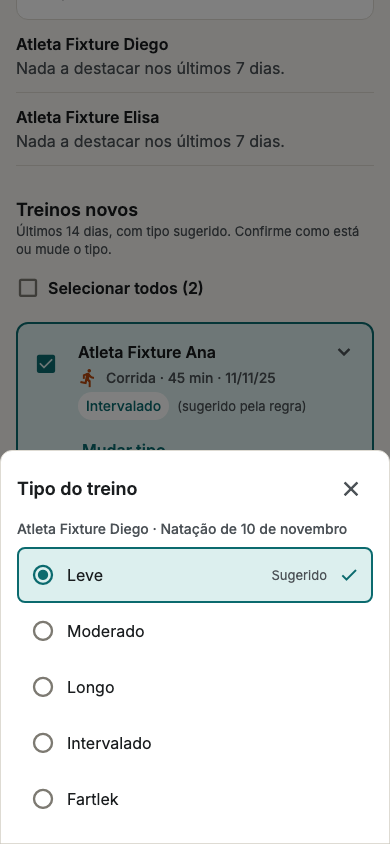 Atleta Fixture Diego
Nada a destacar nos últimos 7 dias.
Atleta Fixture Elisa
Nada a destacar nos últimos 7 dias.
Treinos novos
Últimos 14 dias, com tipo sugerido. Confirme como está
ou mude o tipo.
Selecionar todos (2)
Atleta Fixture Ana
Corrida · 45 min · 11/11/25
Intervalado (sugerido pela regra)
Mudar tipo
Tipo do treino
Atleta Fixture Diego · Natação de 10 de novembro
Leve Sugerido
Moderado
Longo
Intervalado
Fartlek